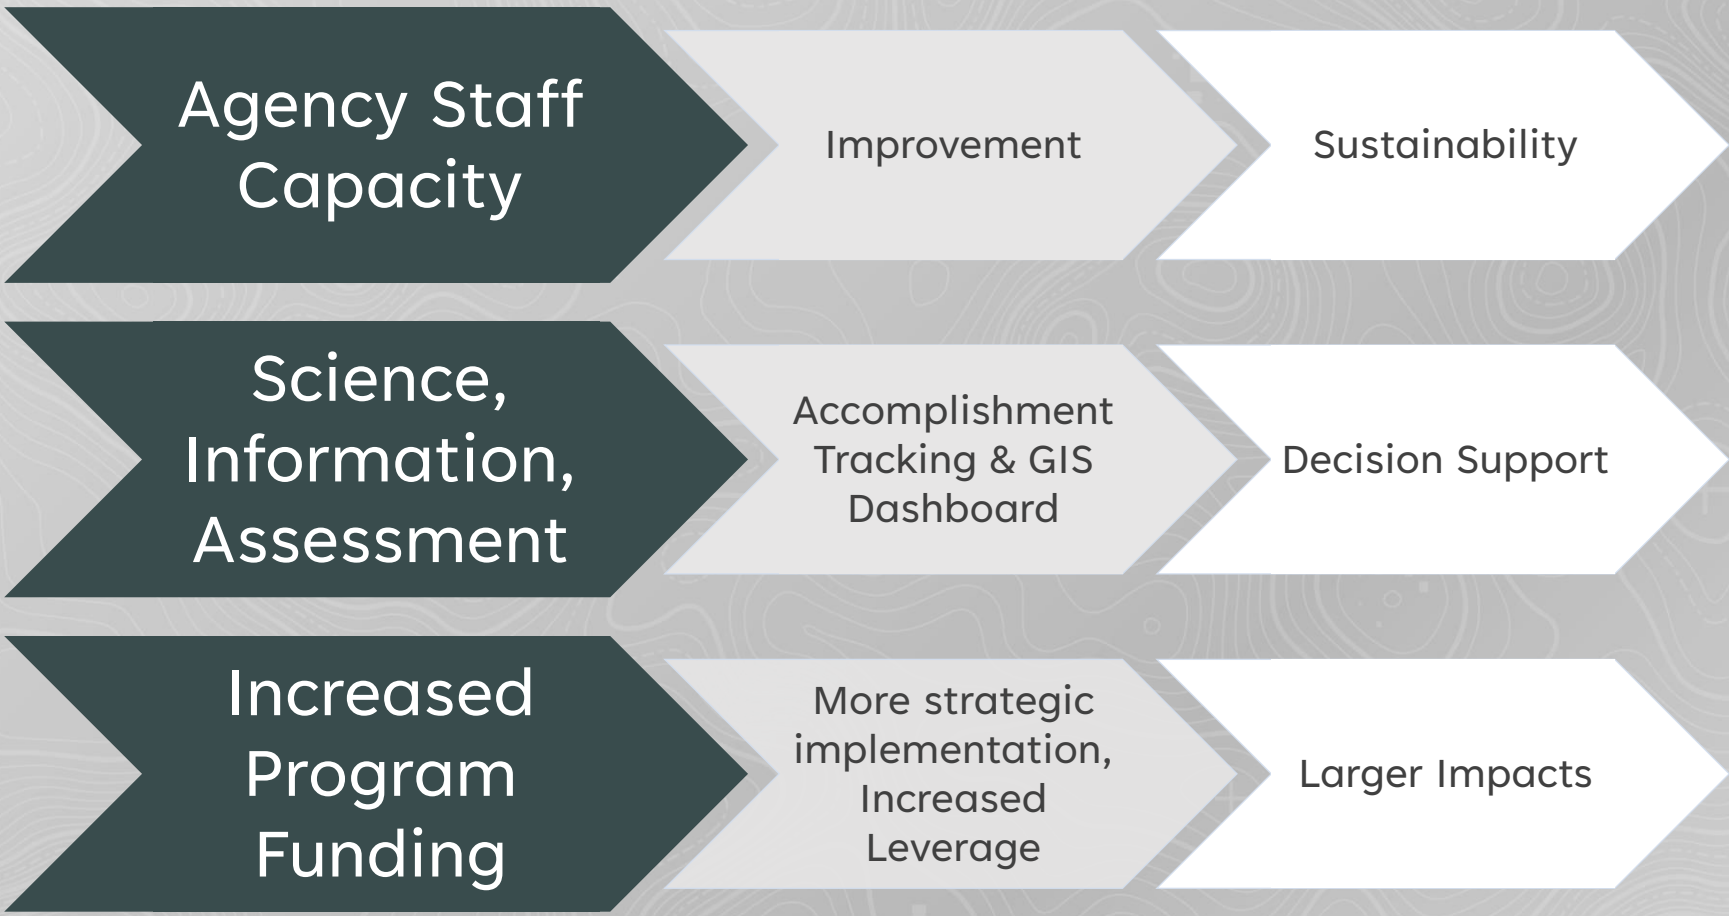 Agency Staff
Capacity
Improvement
Sustainability
Science,
Information,
Assessment
Accomplishment
Tracking & GIS
Dashboard
Decision Support
Increased
Program
Funding
More strategic
implementation,
Increased
Leverage
Larger Impacts